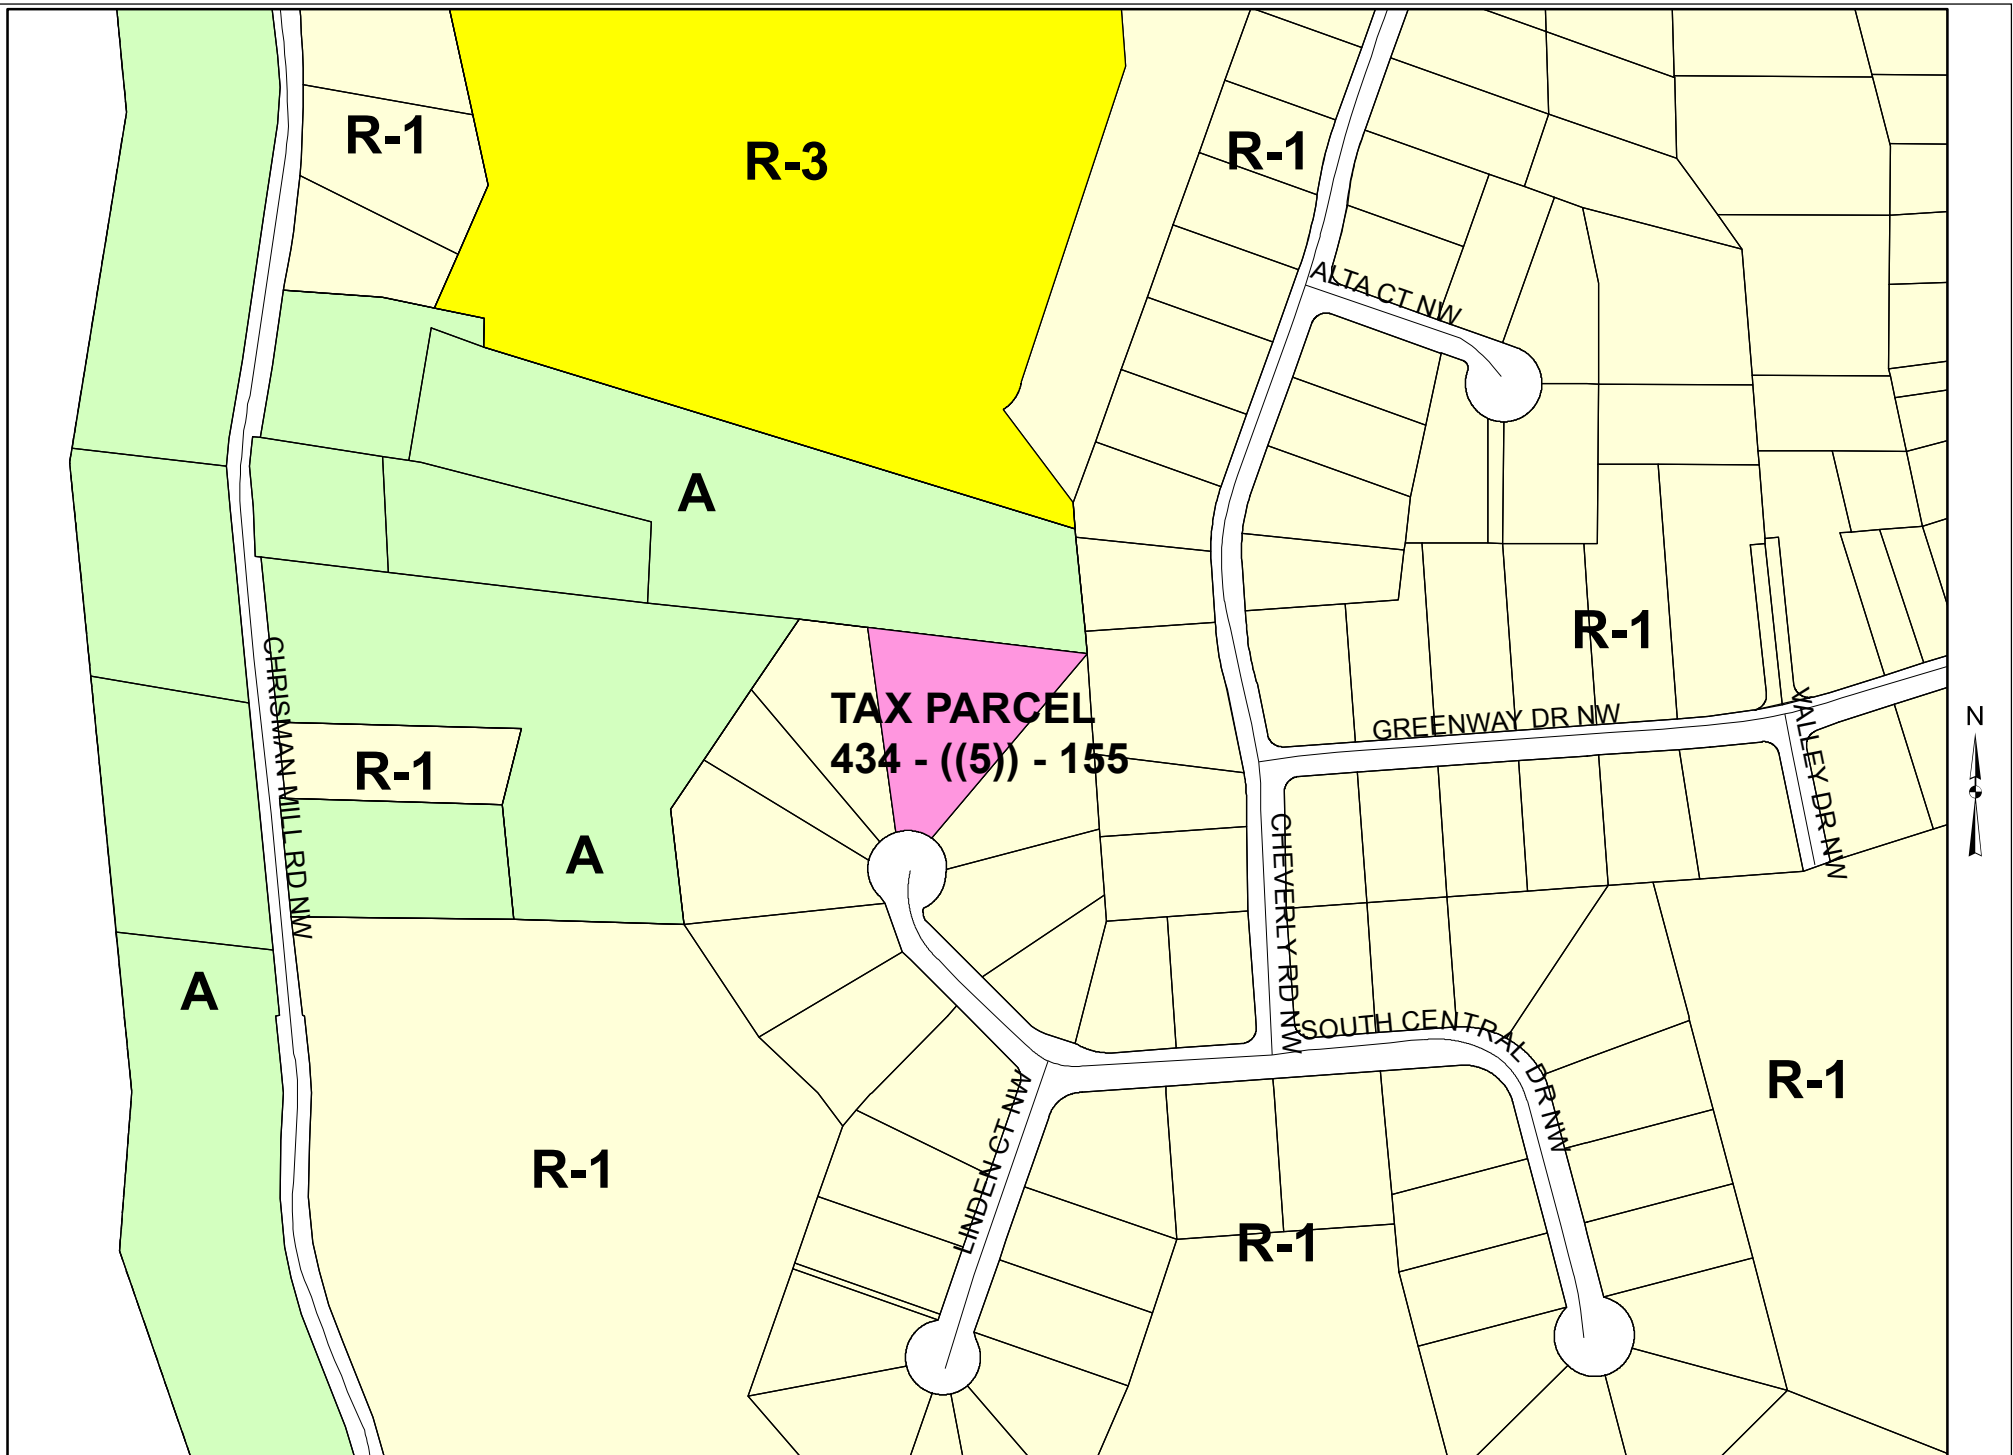 R-1
R-3
R-1
ALTA CT NW
A
R-1
CHRISMAN MILL RD NW
TAX PARCEL
434 - ((5)) - 155
GREENWAY DR NW
VALLEY DR NW
N
R-1
A
CHEVERLY RD NW
A
SOUTH CENTRAL DR NW
R-1
LINDEN CT NW
R-1
R-1